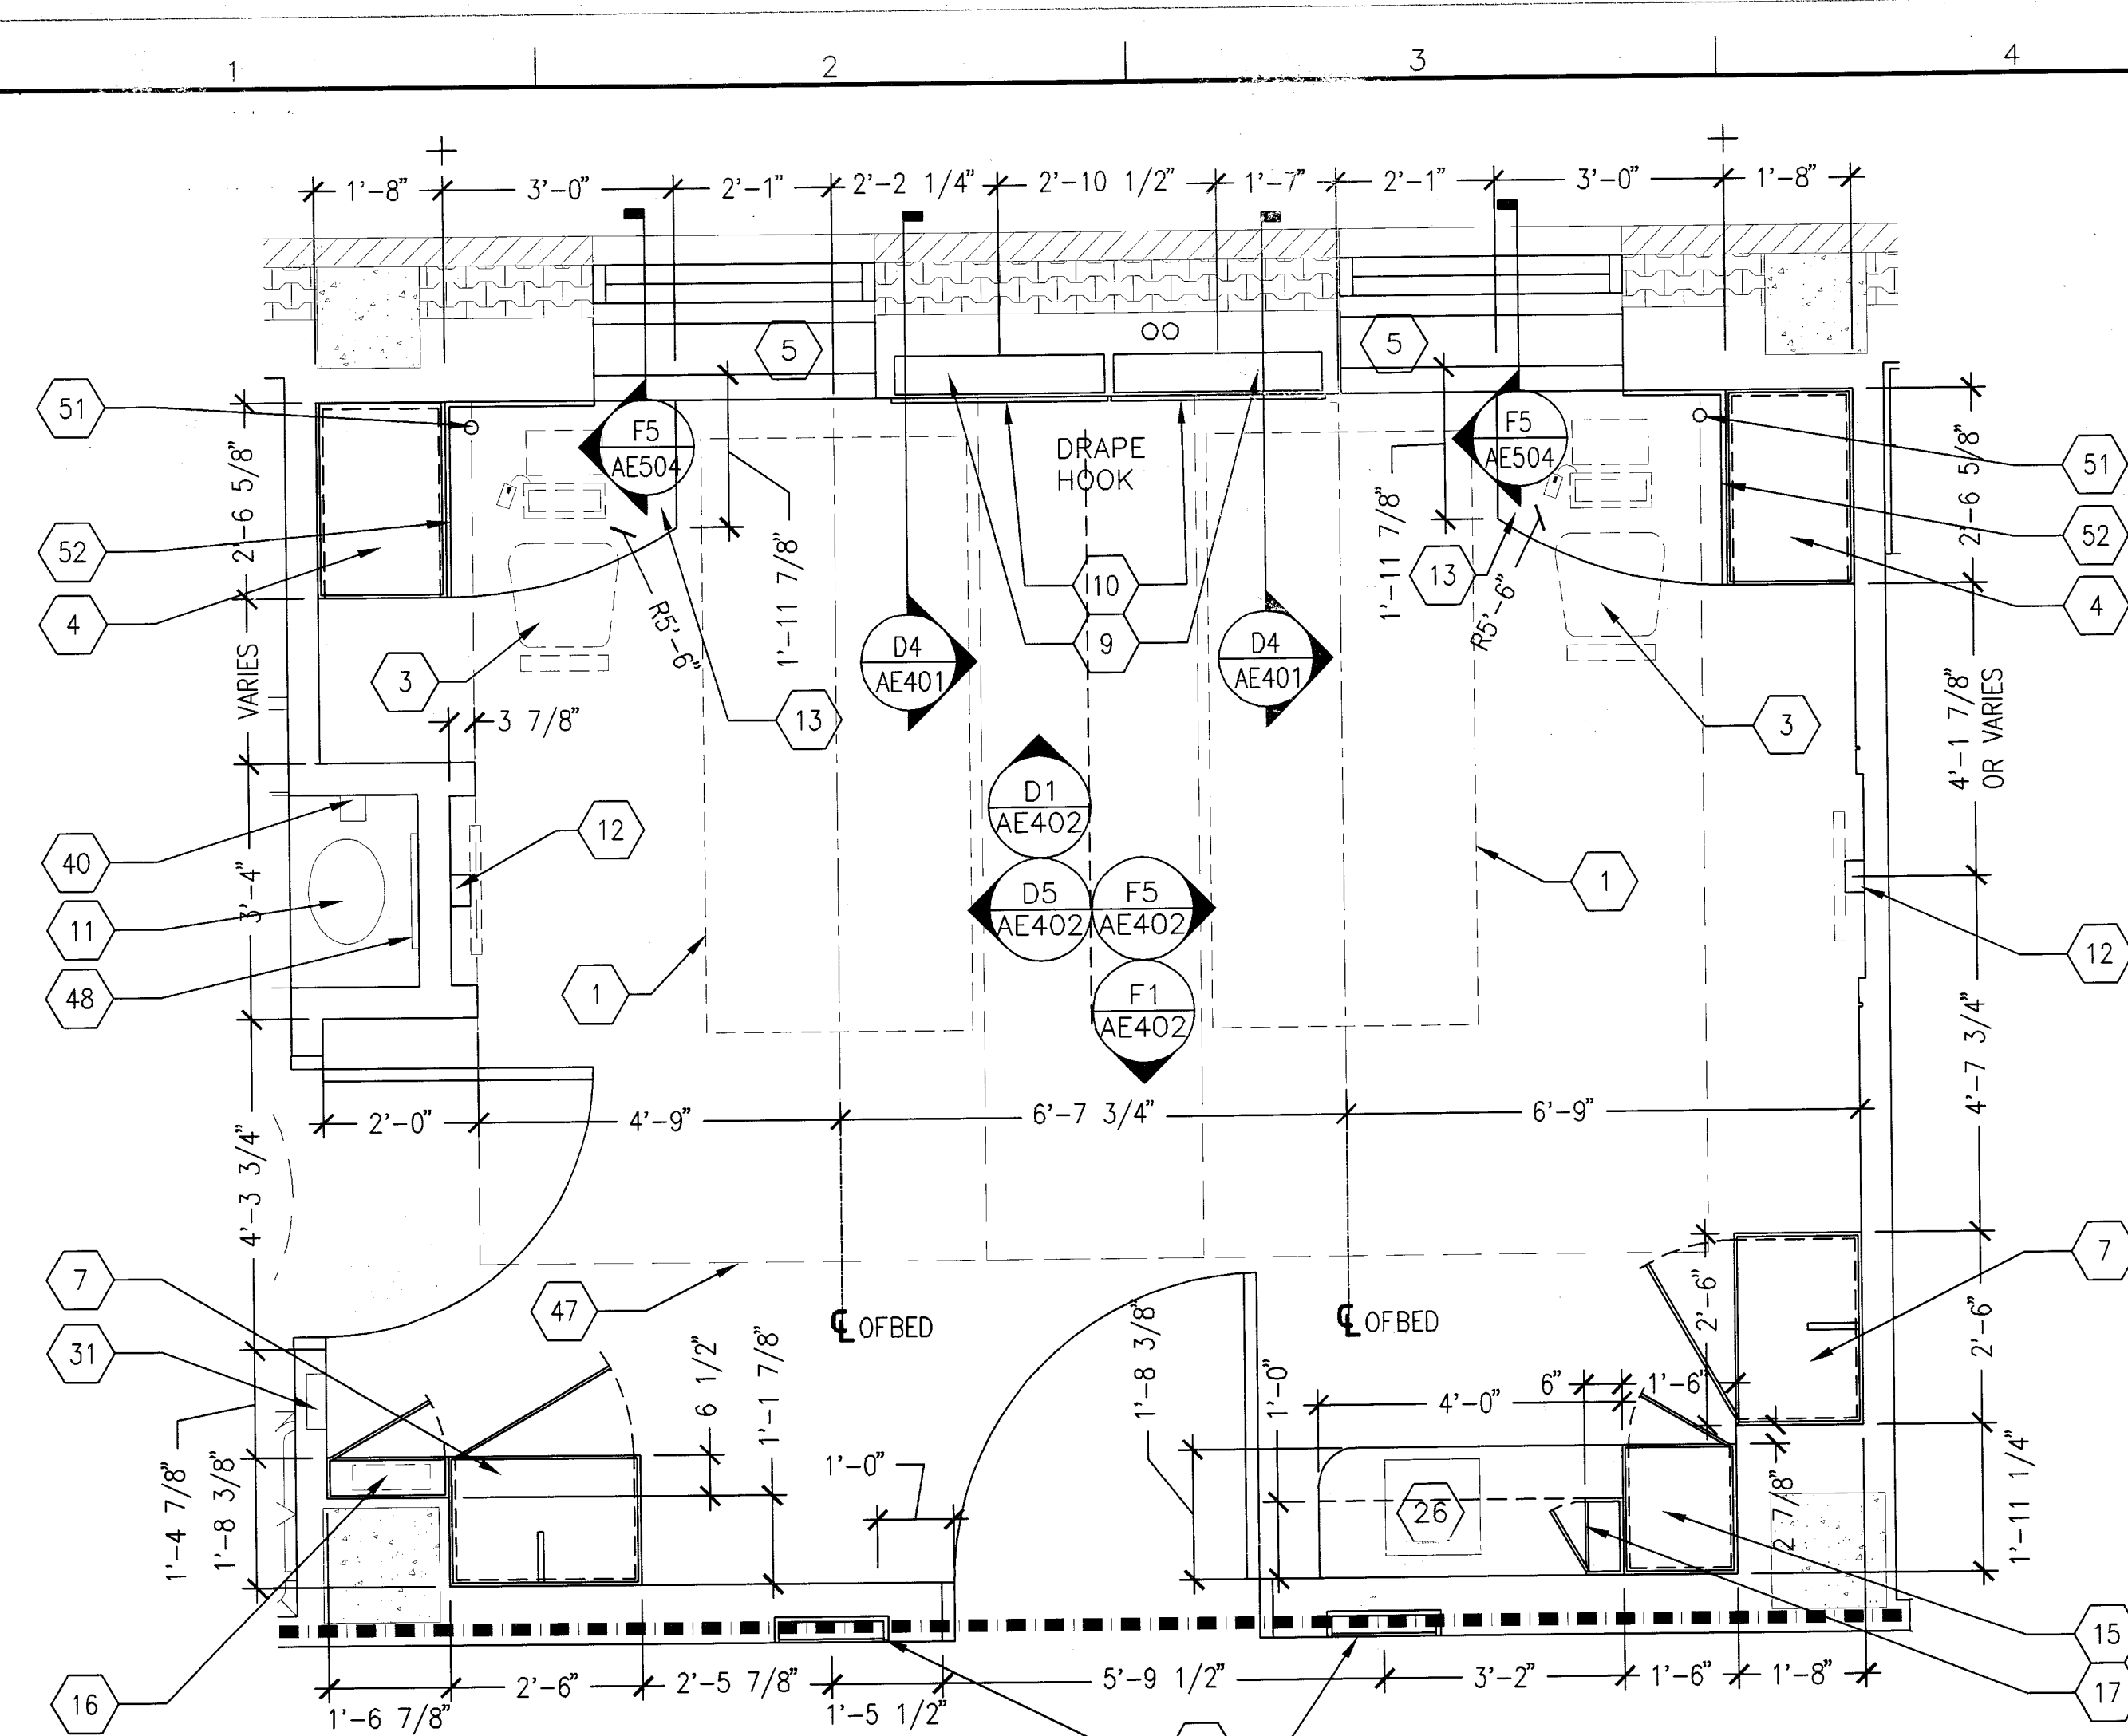 1 2 3 4
1'-8" 3'-0" 2'-1" 2'-2 1/4" 2'-10 1/2" 1'-7" 2'-1" 3'-0" 1'-8"
5 5
51
F5
AE504
DRAPE
HOOK
F5
AE504
51
2'-6 5/8"
1'-11 7/8"
1'-11 7/8"
2'-6 5/8"
52
13
52
10
4
R5'-6"
R5'-6"
4
9
D4
AE401
D4
AE401
VARIES
3
3 7/8"
13
3
4'-1 7/8"
OR VARIES
D1
AE402
12
40
3'-4"
1
D5
AE402
F5
AE402
11
12
48
1
F1
AE402
4'-7 3/4"
2'-0" 4'-9" 6'-7 3/4" 6'-9"
4'-3 3/4"
7
47
7
℄ OFBED
℄ OFBED
31
6 1/2"
1'-1 7/8"
1'-8 3/8"
1'-0"
2'-6"
2'-6"
4'-0" 6" 1'-6"
1'-0"
1'-4 7/8"
1'-8 3/8"
26
2 7/8"
1'-11 1/4"
15
16
17
1'-6 7/8" 2'-6" 2'-5 7/8" 1'-5 1/2" 5'-9 1/2" 3'-2" 1'-6" 1'-8"